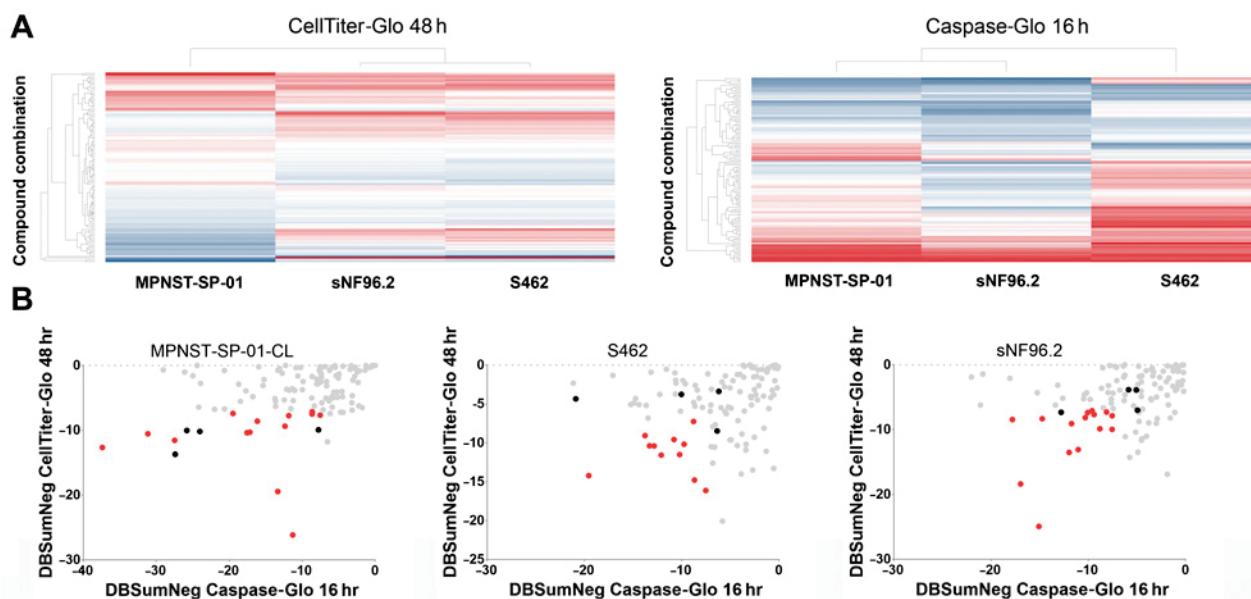 A
CellTiter-Glo 48 h
Caspase-Glo 16 h
Compound combination
MPNST-SP-01
sNF96.2
S462
Compound combination
MPNST-SP-01
sNF96.2
S462
B
DBSumNeg CellTiter-Glo 48 hr
MPNST-SP-01-CL
0
–10
–20
–30
–40
–30
–20
–10
0
DBSumNeg Caspase-Glo 16 hr
DBSumNeg CellTiter-Glo 48 hr
S462
0
–5
–10
–15
–20
–25
–30
–20
–10
0
DBSumNeg Caspase-Glo 16 hr
DBSumNeg CellTiter-Glo 48 hr
sNF96.2
0
–10
–20
–30
–30
–20
–10
0
DBSumNeg Caspase-Glo 16 hr